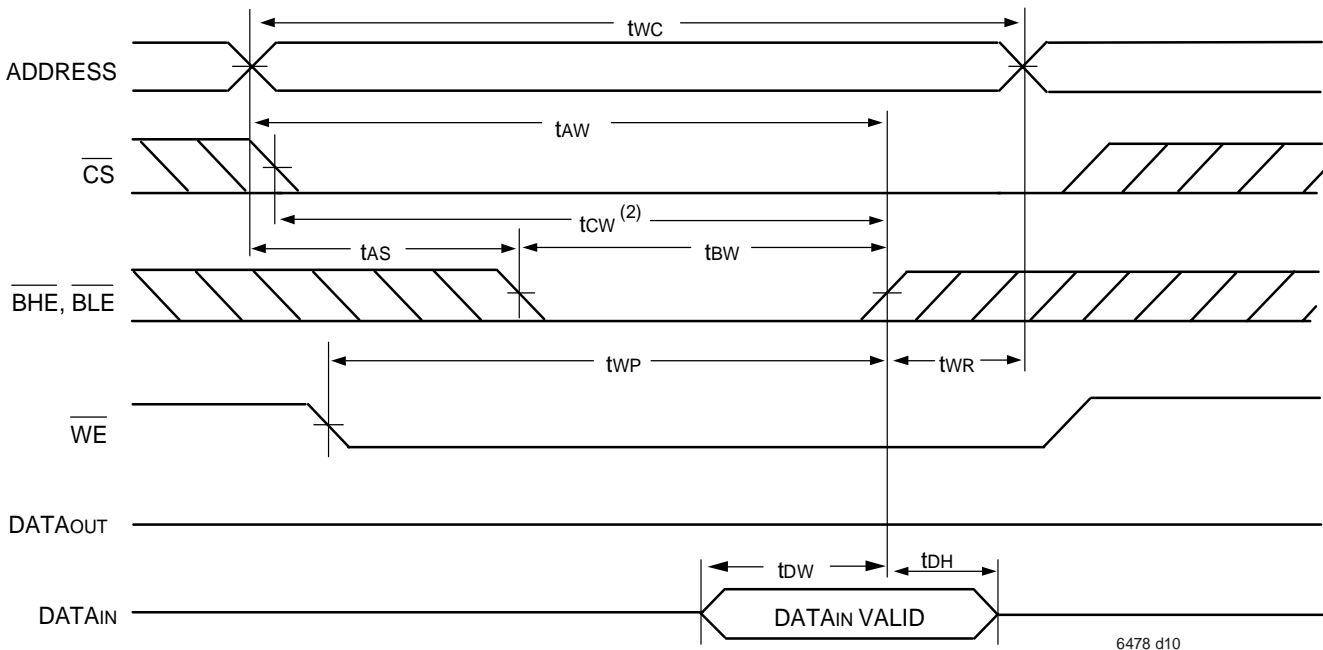 tWC
ADDRESS
tAW
CS
tCW (2)
tAS
tBW
BHE, BLE
tWP
tWR
WE
DATAOUT
tDW
tDH
DATAIN
DATAIN VALID
6478 d10